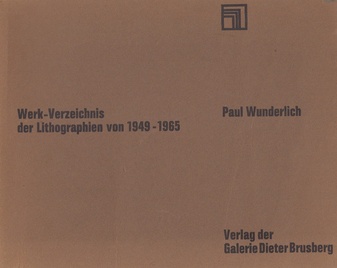 Werk-Verzeichnis
der Lithographien von 1949-1965
Paul Wunderlich
Verlag der
Galerie Dieter Brusberg